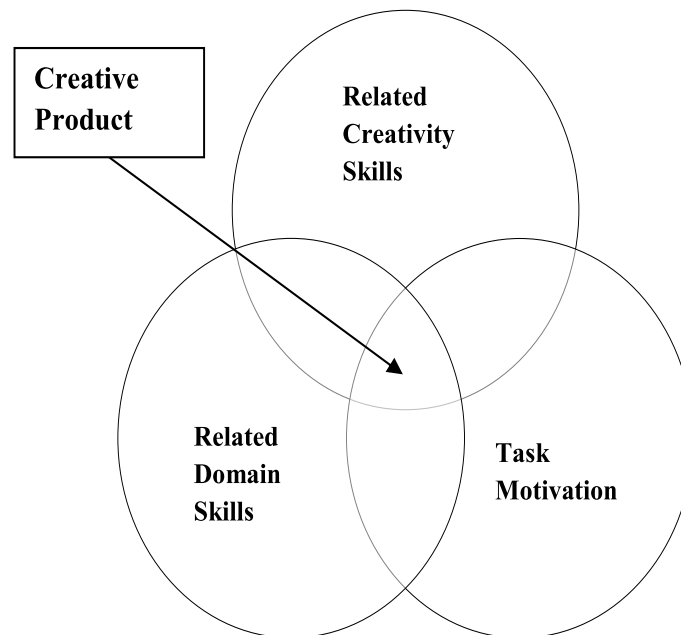 Creative
Product
Related
Creativity
Skills
Related
Domain
Skills
Task
Motivation